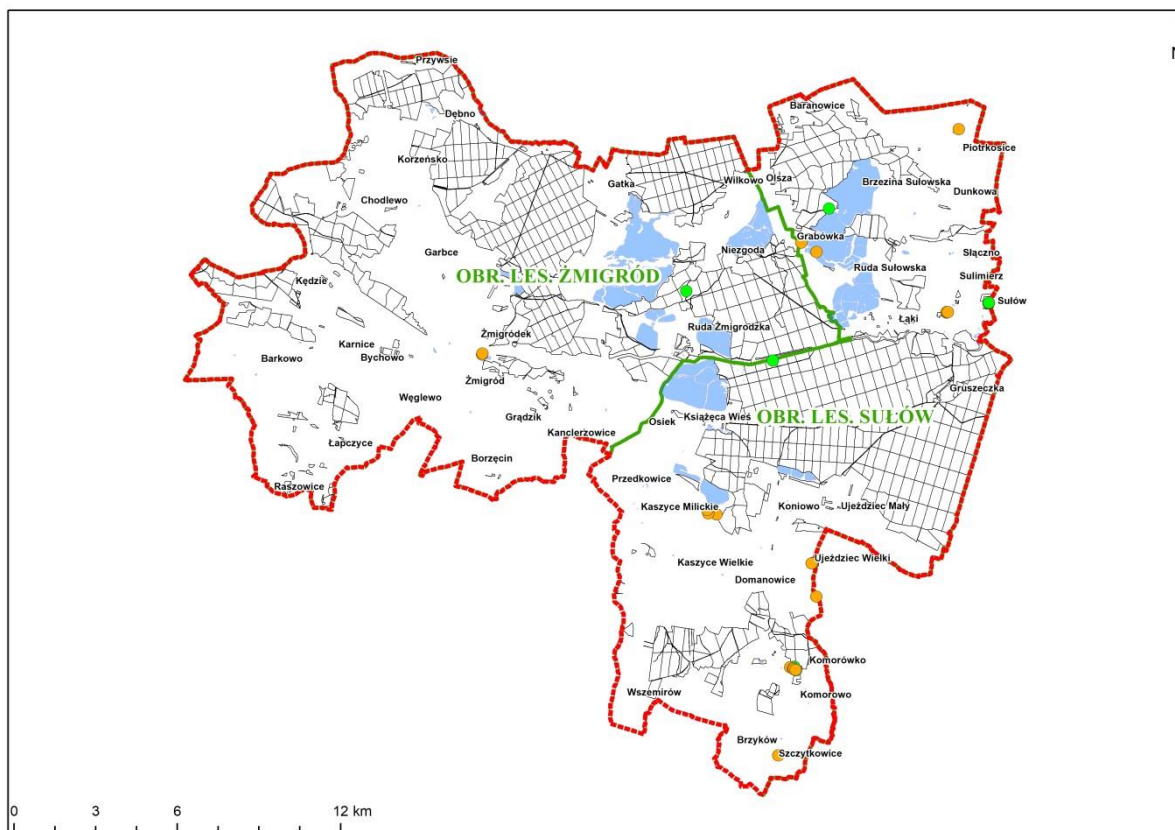 N
Przywsie
Dębno
Baranowice
Korzeńsko
Piotrkosice
Gatka
Wilkowo
Olsza
Brzezina Sułowska
Dunkowa
Chodlewo
Grabówka
Garbce
Niezgoda
Słączno
OBR. LES. ŻMIGRÓD
Ruda Sułowska
Sulimierz
Kędzie
Sułów
Łąki
Ruda Żmigrodzka
Żmigródek
Karnice
Barkowo
Bychowo
Żmigród
Gruszeczka
Węglewo
Grądzik
Osiek
Książęca Wieś
OBR. LES. SUŁÓW
Kanclerzowice
Łapczyce
Borzęcin
Przedkowice
Raszowice
Kaszyce Milickie
Koniowo
Ujeździec Mały
Kaszyce Wielkie
Ujeździec Wielki
Domanowice
Komorówko
Wszemirów
Komorowo
Brzyków
Szczytkowice
0 3 6 12 km